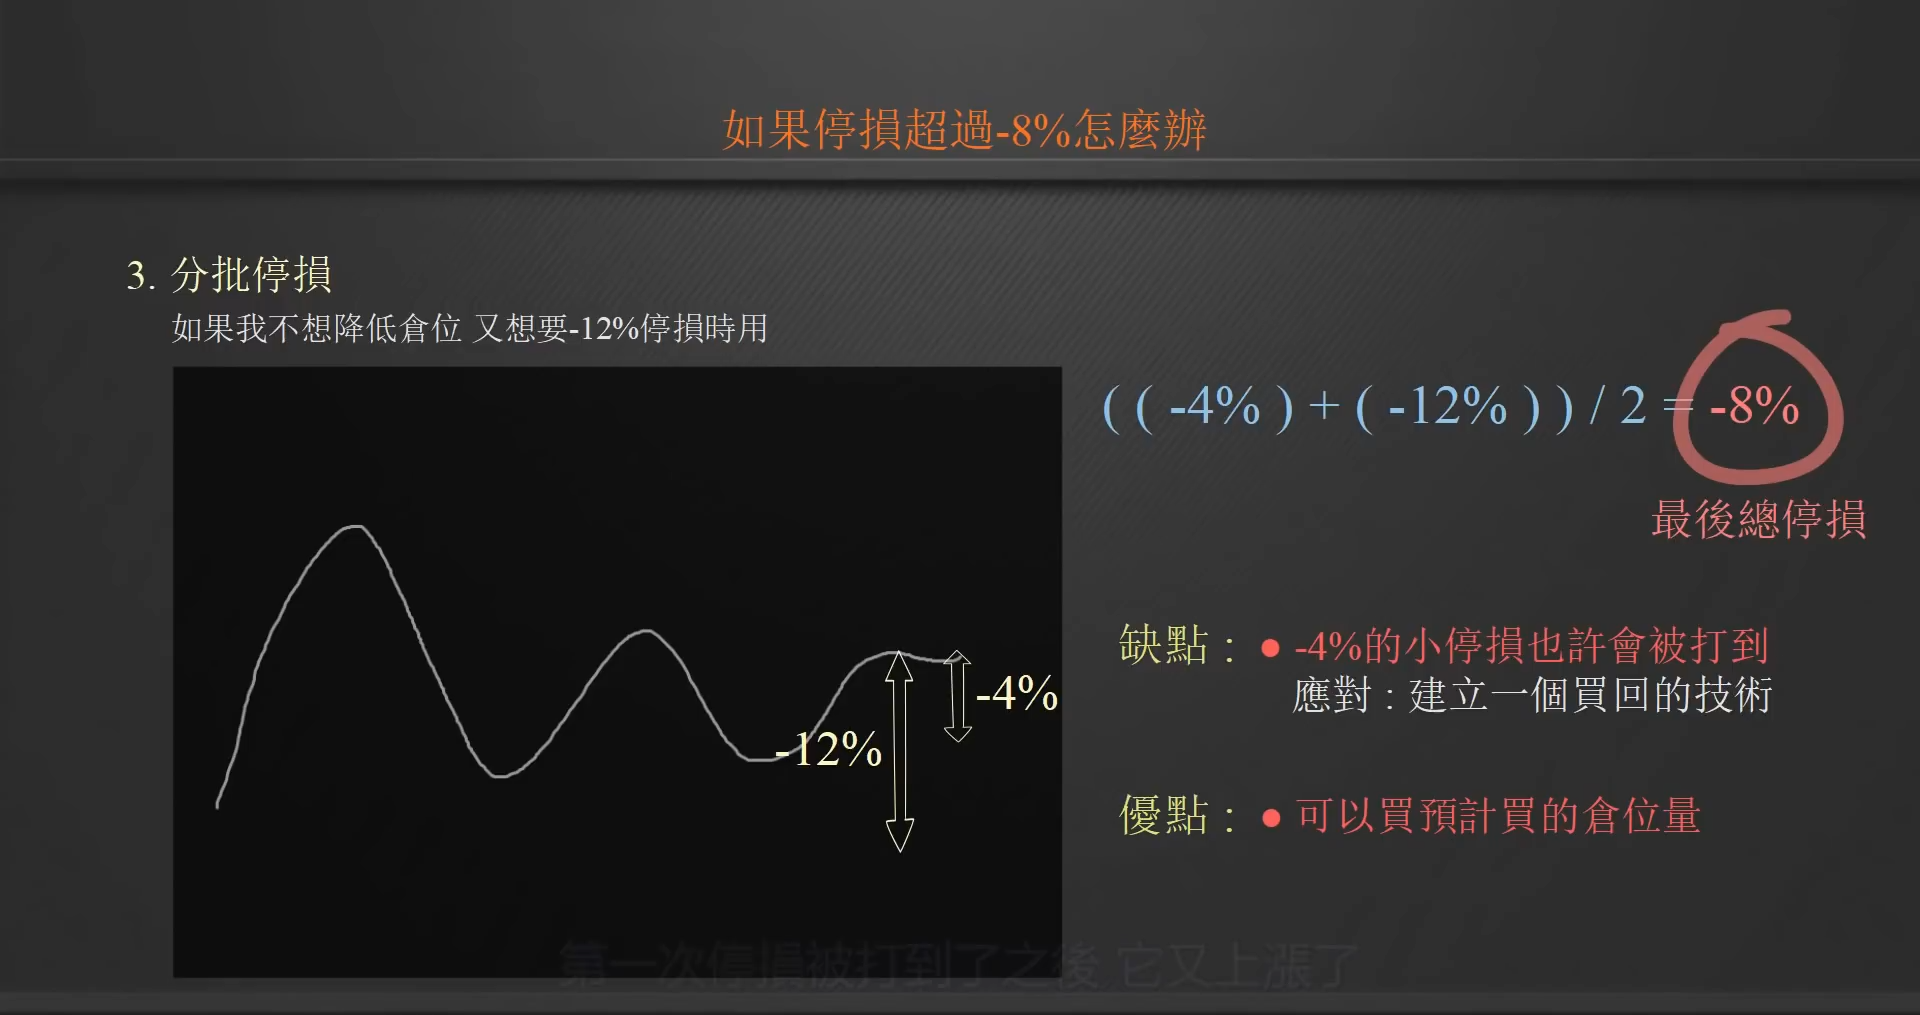 如果停損超過-8%怎麼辦
3. 分批停損
如果我不想降低倉位 又想要-12%停損時用
( ( -4% ) + ( -12% ) ) / 2 = -8%
最後總停損
-4%
-12%
缺點 : ● -4%的小停損也許會被打到
應對 : 建立一個買回的技術
優點 : ● 可以買預計買的倉位量
第一次停損被打到了之後 它又上漲了